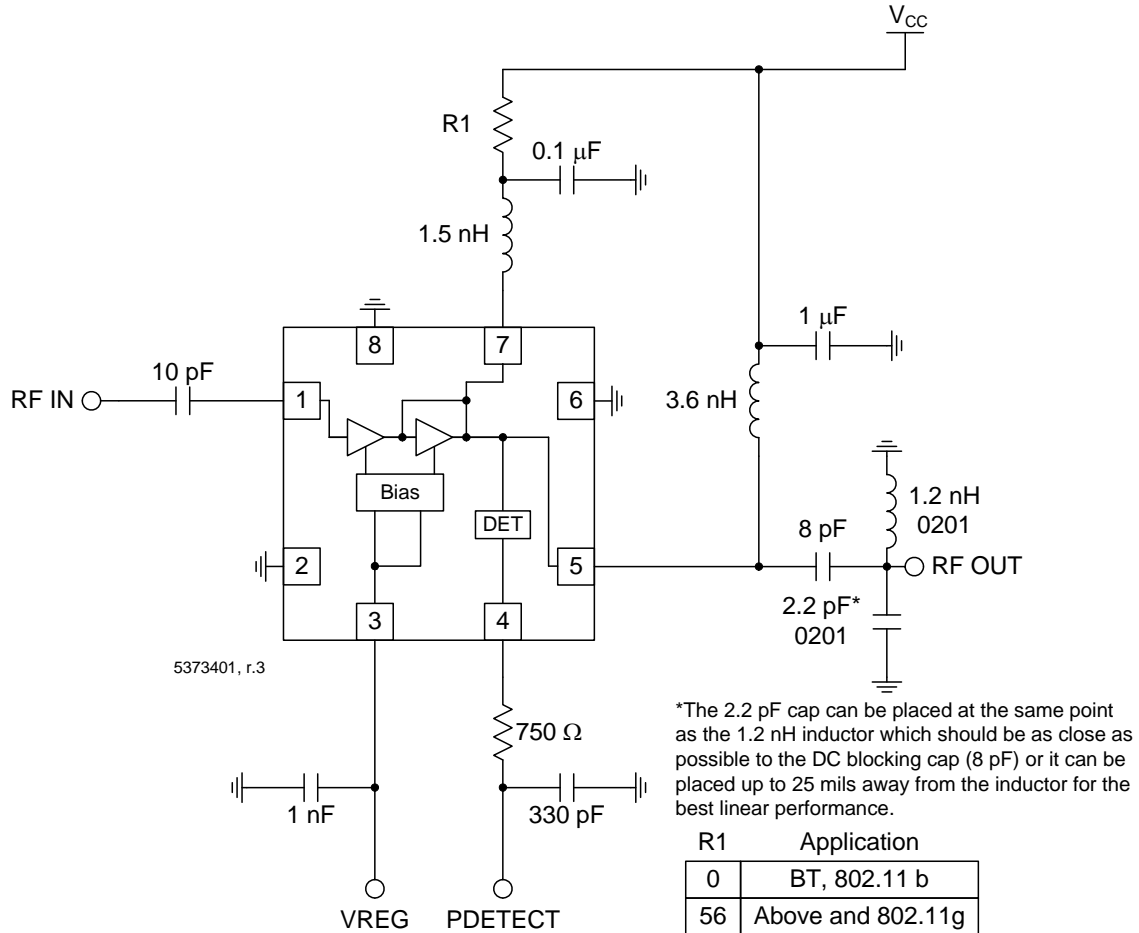 VCC
R1
0.1 μF
1.5 nH
1 μF
8
7
10 pF
RF IN
1
6
3.6 nH
Bias
1.2 nH
0201
DET
8 pF
2
5
RF OUT
2.2 pF*
0201
3
4
5373401, r.3
*The 2.2 pF cap can be placed at the same point
as the 1.2 nH inductor which should be as close as
possible to the DC blocking cap (8 pF) or it can be
placed up to 25 mils away from the inductor for the
best linear performance.
750 Ω
1 nF
330 pF
R1 Application
0 BT, 802.11 b
56 Above and 802.11g
VREG
PDETECT